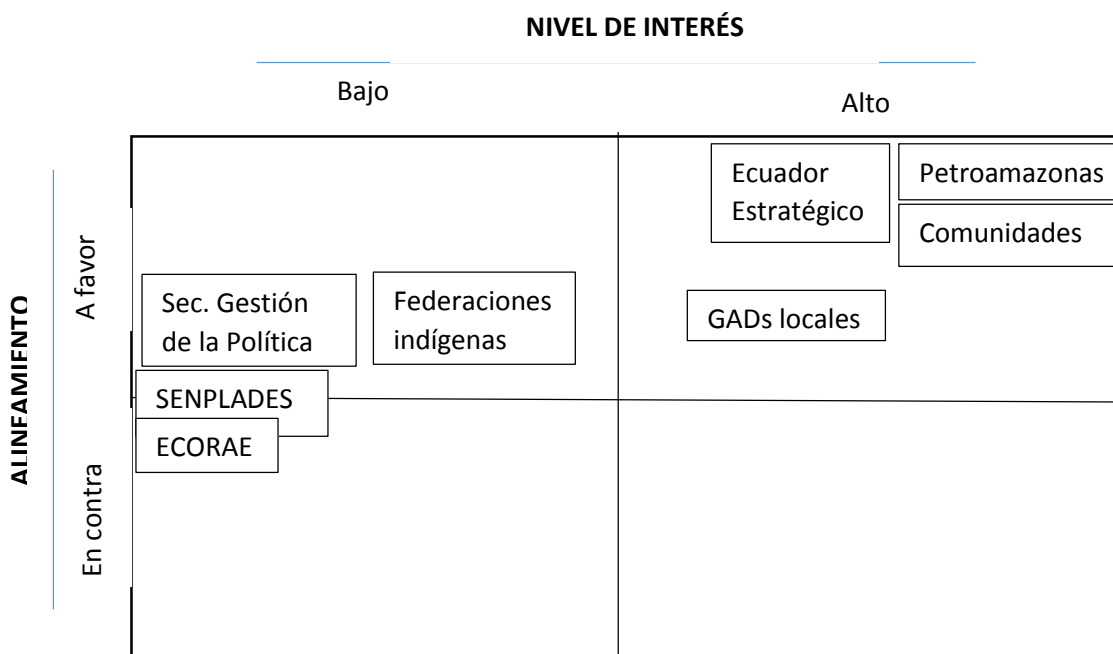 NIVEL DE INTERÉS
Bajo
Alto
Ecuador
Estratégico
Petroamazonas
Comunidades
A favor
Sec. Gestión
de la Política
Federaciones
indígenas
GADs locales
ALINEAMIENTO
SENPLADES
ECORAE
En contra